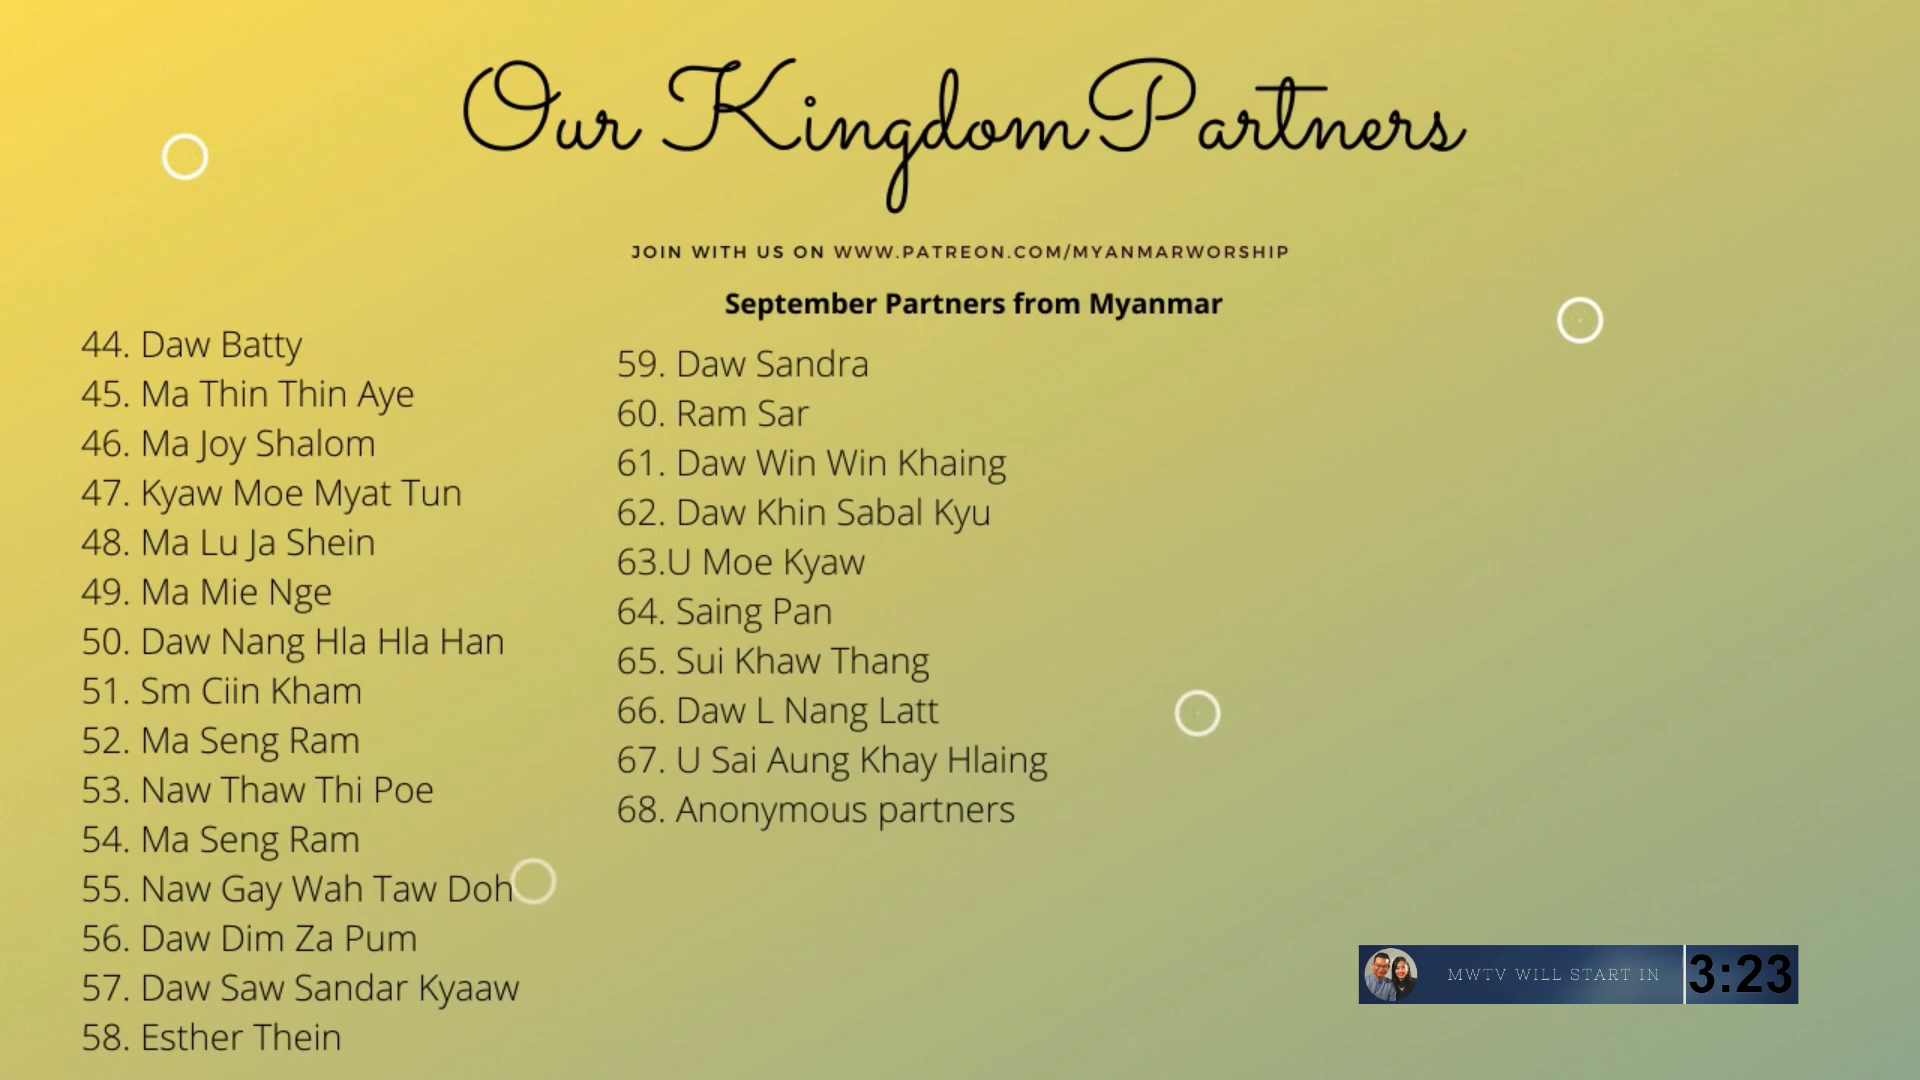 Our Kingdom Partners
JOIN WITH US ON WWW.PATREON.COM/MYANMARWORSHIP
September Partners from Myanmar
44. Daw Batty
45. Ma Thin Thin Aye
46. Ma Joy Shalom
47. Kyaw Moe Myat Tun
48. Ma Lu Ja Shein
49. Ma Mie Nge
50. Daw Nang Hla Hla Han
51. Sm Ciin Kham
52. Ma Seng Ram
53. Naw Thaw Thi Poe
54. Ma Seng Ram
55. Naw Gay Wah Taw Doh
56. Daw Dim Za Pum
57. Daw Saw Sandar Kyaaw
58. Esther Thein
59. Daw Sandra
60. Ram Sar
61. Daw Win Win Khaing
62. Daw Khin Sabal Kyu
63.U Moe Kyaw
64. Saing Pan
65. Sui Khaw Thang
66. Daw L Nang Latt
67. U Sai Aung Khay Hlaing
68. Anonymous partners
MWTV WILL START IN 3:23